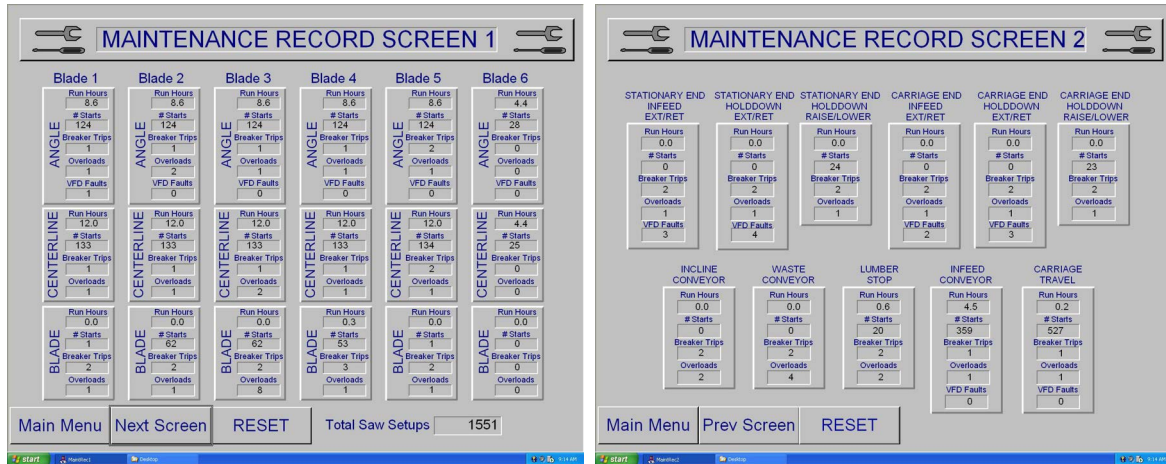 MAINTENANCE RECORD SCREEN 1
Blade 1 Blade 2 Blade 3 Blade 4 Blade 5 Blade 6
ANGLE ANGLE ANGLE ANGLE ANGLE ANGLE
Run Hours Run Hours Run Hours Run Hours Run Hours Run Hours
8.6 8.6 8.6 8.6 8.6 4.4
# Starts # Starts # Starts # Starts # Starts # Starts
124 124 124 124 124 28
Breaker Trips Breaker Trips Breaker Trips Breaker Trips Breaker Trips Breaker Trips
1 1 1 1 2 0
Overloads Overloads Overloads Overloads Overloads Overloads
1 2 1 1 1 0
VFD Faults VFD Faults VFD Faults VFD Faults VFD Faults VFD Faults
1 0 0 0 0 0
CENTERLINE CENTERLINE CENTERLINE CENTERLINE CENTERLINE CENTERLINE
Run Hours Run Hours Run Hours Run Hours Run Hours Run Hours
12.0 12.0 12.0 12.0 12.0 4.4
# Starts # Starts # Starts # Starts # Starts # Starts
133 133 133 133 134 25
Breaker Trips Breaker Trips Breaker Trips Breaker Trips Breaker Trips Breaker Trips
1 1 1 1 2 0
Overloads Overloads Overloads Overloads Overloads Overloads
1 1 2 1 1 0
BLADE BLADE BLADE BLADE BLADE BLADE
Run Hours Run Hours Run Hours Run Hours Run Hours Run Hours
0.0 0.0 0.0 0.3 0.0 0.0
# Starts # Starts # Starts # Starts # Starts # Starts
1 62 62 53 1 0
Breaker Trips Breaker Trips Breaker Trips Breaker Trips Breaker Trips Breaker Trips
2 2 2 3 2 0
Overloads Overloads Overloads Overloads Overloads Overloads
1 1 8 1 1 0
Main Menu Next Screen RESET Total Saw Setups 1551
start MaintRec1 Desktop 9:14 AM
MAINTENANCE RECORD SCREEN 2
STATIONARY END STATIONARY END STATIONARY END CARRIAGE END CARRIAGE END CARRIAGE END
INFEED HOLDDOWN HOLDDOWN INFEED HOLDDOWN HOLDDOWN
EXT/RET EXT/RET RAISE/LOWER EXT/RET EXT/RET RAISE/LOWER
Run Hours Run Hours Run Hours Run Hours Run Hours Run Hours
0.0 0.0 0.0 0.0 0.0 0.0
# Starts # Starts # Starts # Starts # Starts # Starts
0 0 24 0 0 23
Breaker Trips Breaker Trips Breaker Trips Breaker Trips Breaker Trips Breaker Trips
2 2 2 2 2 2
Overloads Overloads Overloads Overloads Overloads Overloads
1 1 1 1 1 1
VFD Faults VFD Faults VFD Faults VFD Faults
3 4 2 3
INCLINE WASTE LUMBER INFEED CARRIAGE
CONVEYOR CONVEYOR STOP CONVEYOR TRAVEL
Run Hours Run Hours Run Hours Run Hours Run Hours
0.0 0.0 0.6 4.5 0.2
# Starts # Starts # Starts # Starts # Starts
0 0 20 359 527
Breaker Trips Breaker Trips Breaker Trips Breaker Trips Breaker Trips
2 2 2 1 1
Overloads Overloads Overloads Overloads Overloads
2 4 2 1 1
VFD Faults VFD Faults
0 0
Main Menu Prev Screen RESET
start Desktop 9:14 AM